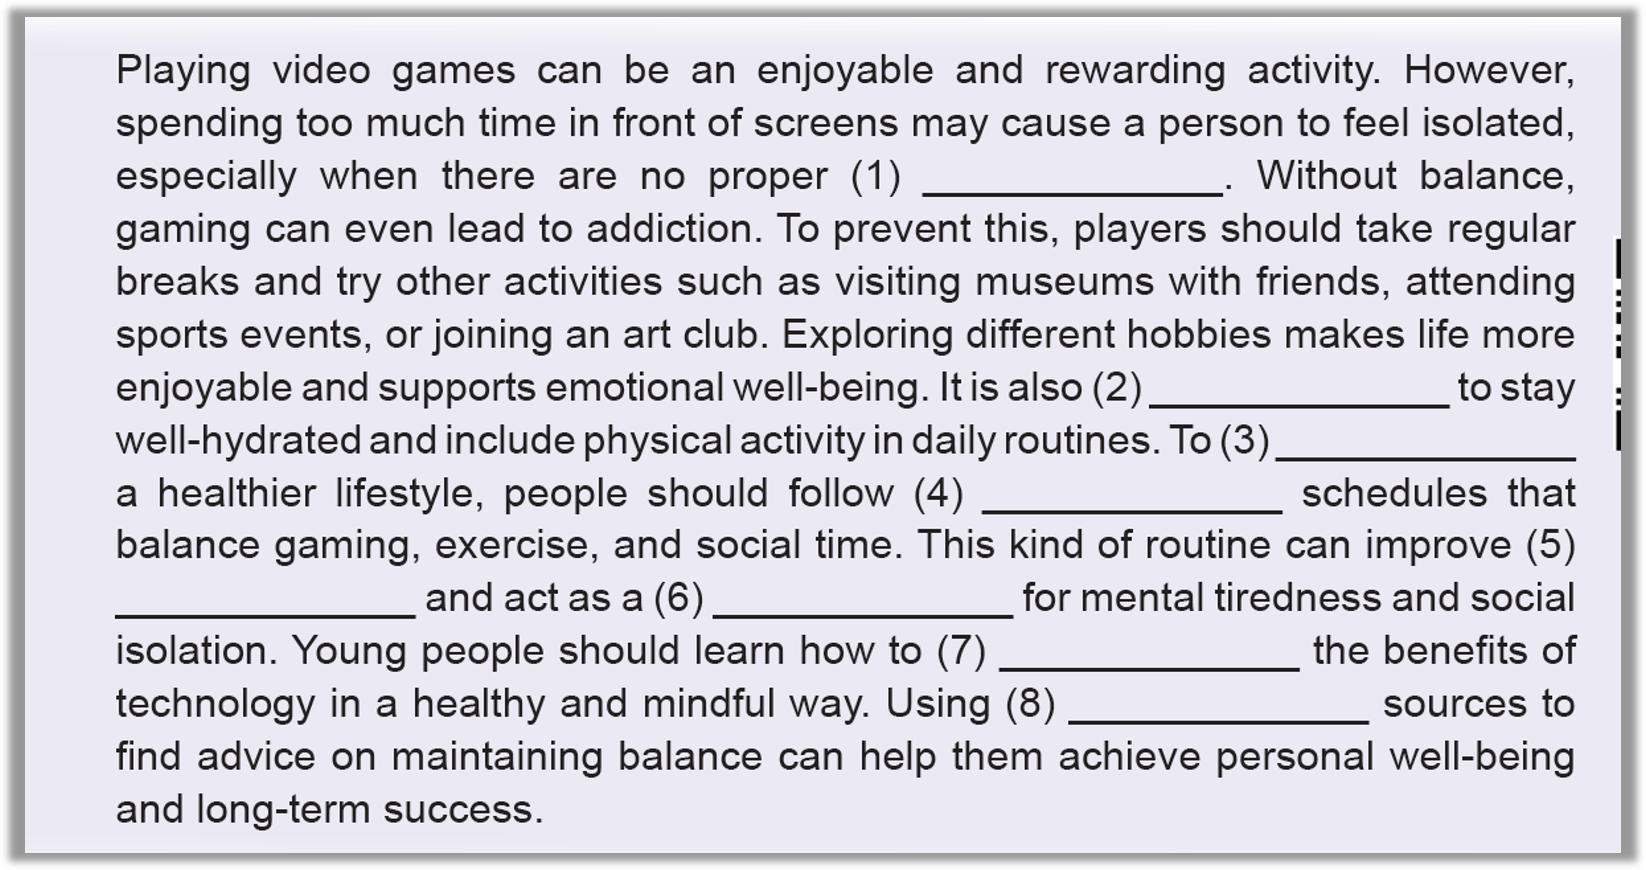 Playing video games can be an enjoyable and rewarding activity. However,
spending too much time in front of screens may cause a person to feel isolated,
especially when there are no proper (1) ______________. Without balance,
gaming can even lead to addiction. To prevent this, players should take regular
breaks and try other activities such as visiting museums with friends, attending
sports events, or joining an art club. Exploring different hobbies makes life more
enjoyable and supports emotional well-being. It is also (2) ______________ to stay
well-hydrated and include physical activity in daily routines. To (3) ______________
a healthier lifestyle, people should follow (4) ______________ schedules that
balance gaming, exercise, and social time. This kind of routine can improve (5)
______________ and act as a (6) ______________ for mental tiredness and social
isolation. Young people should learn how to (7) ______________ the benefits of
technology in a healthy and mindful way. Using (8) ______________ sources to
find advice on maintaining balance can help them achieve personal well-being
and long-term success.